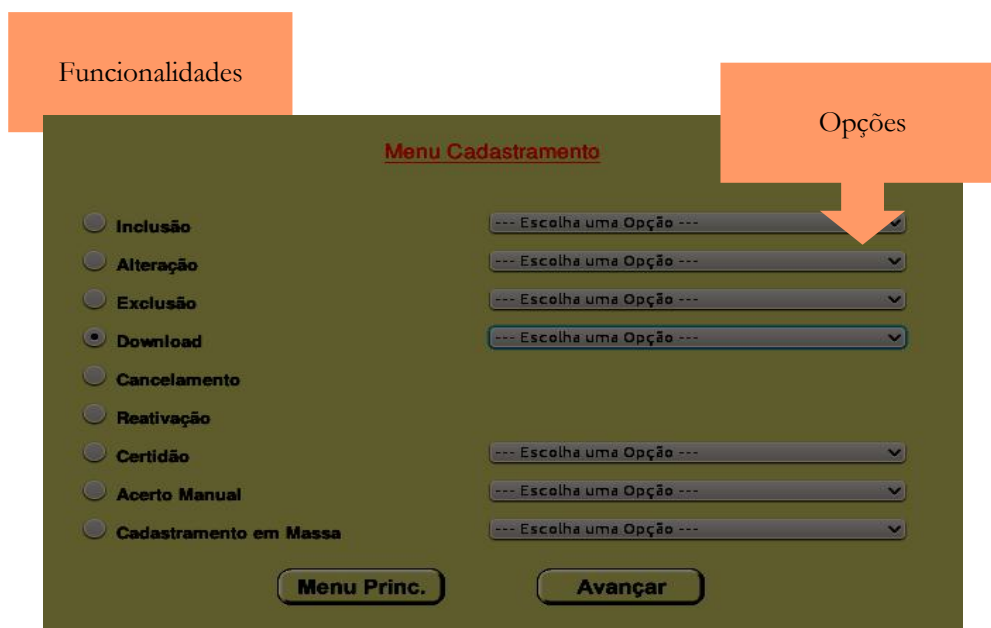 Funcionalidades
Opções
Menu Cadastramento
Inclusão --- Escolha uma Opção ---
Alteração --- Escolha uma Opção ---
Exclusão --- Escolha uma Opção ---
Download --- Escolha uma Opção ---
Cancelamento
Reativação
Certidão --- Escolha uma Opção ---
Acerto Manual --- Escolha uma Opção ---
Cadastramento em Massa --- Escolha uma Opção ---
Menu Princ. Avançar